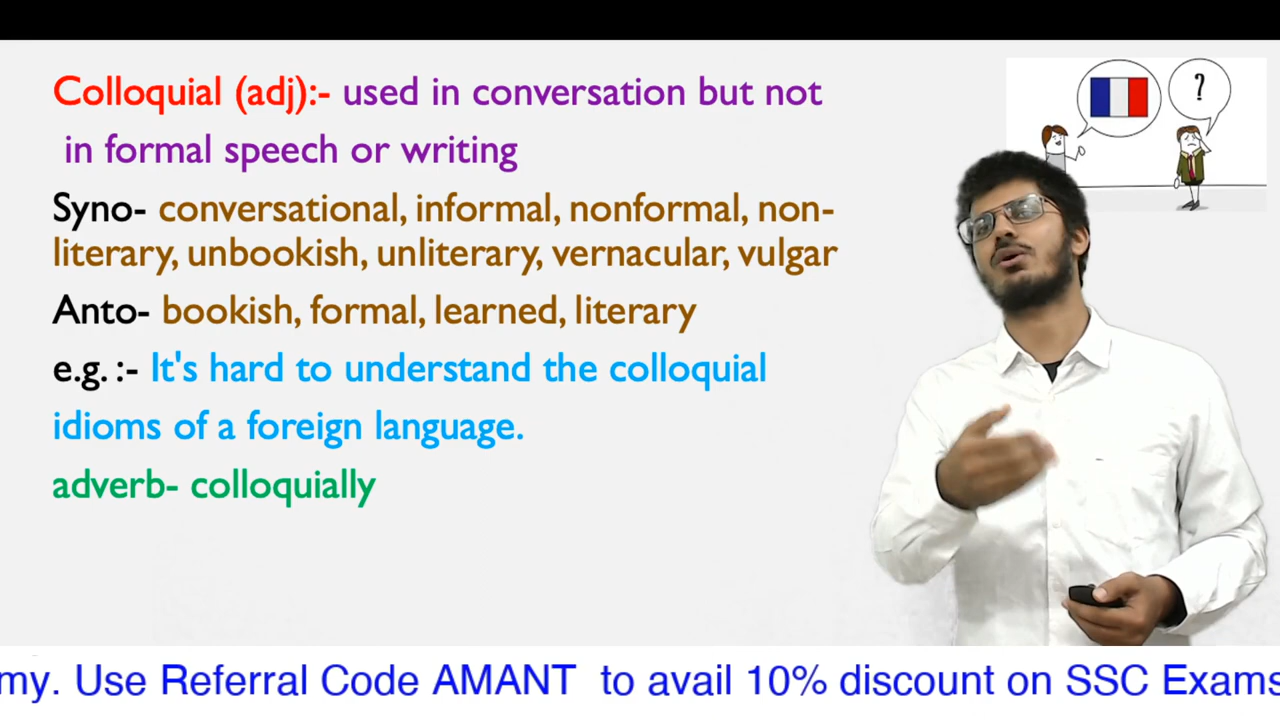 Colloquial (adj):- used in conversation but not
in formal speech or writing
Syno- conversational, informal, nonformal, non-
literary, unbookish, unliterary, vernacular, vulgar
Anto- bookish, formal, learned, literary
e.g. :- It's hard to understand the colloquial
idioms of a foreign language.
adverb- colloquially
?
my. Use Referral Code AMANT to avail 10% discount on SSC Exams